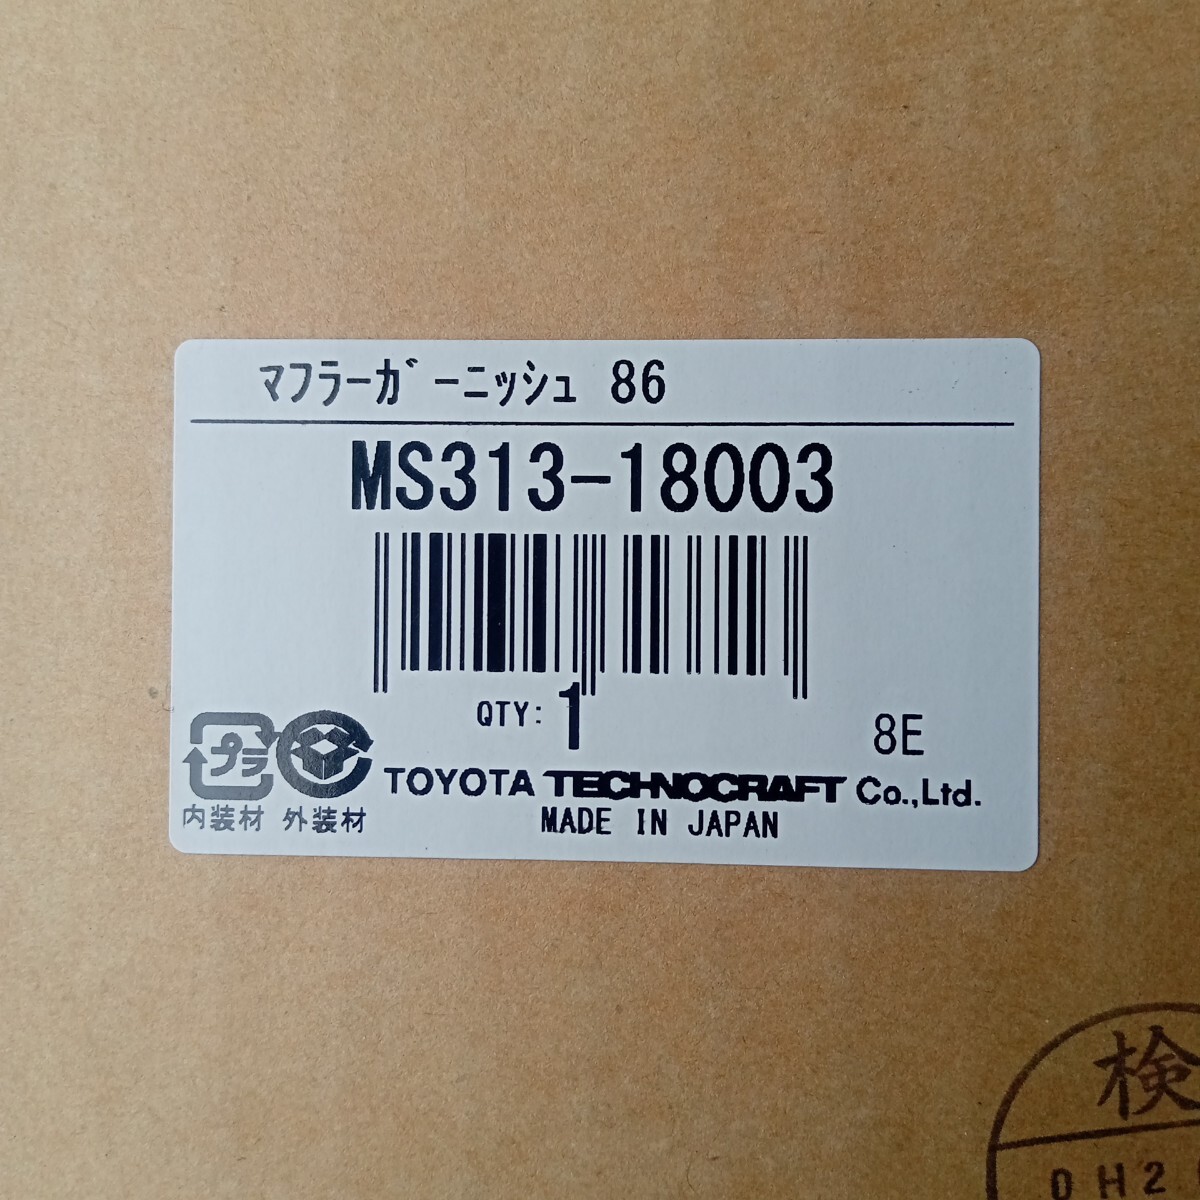 ﾏﾌﾗｰｶﾞｰﾆｯｼｭ 86
MS313-18003
QTY: 1
8E
プラ
TOYOTA TECHNOCRAFT Co.,Ltd.
内装材 外装材
MADE IN JAPAN
検
0H2